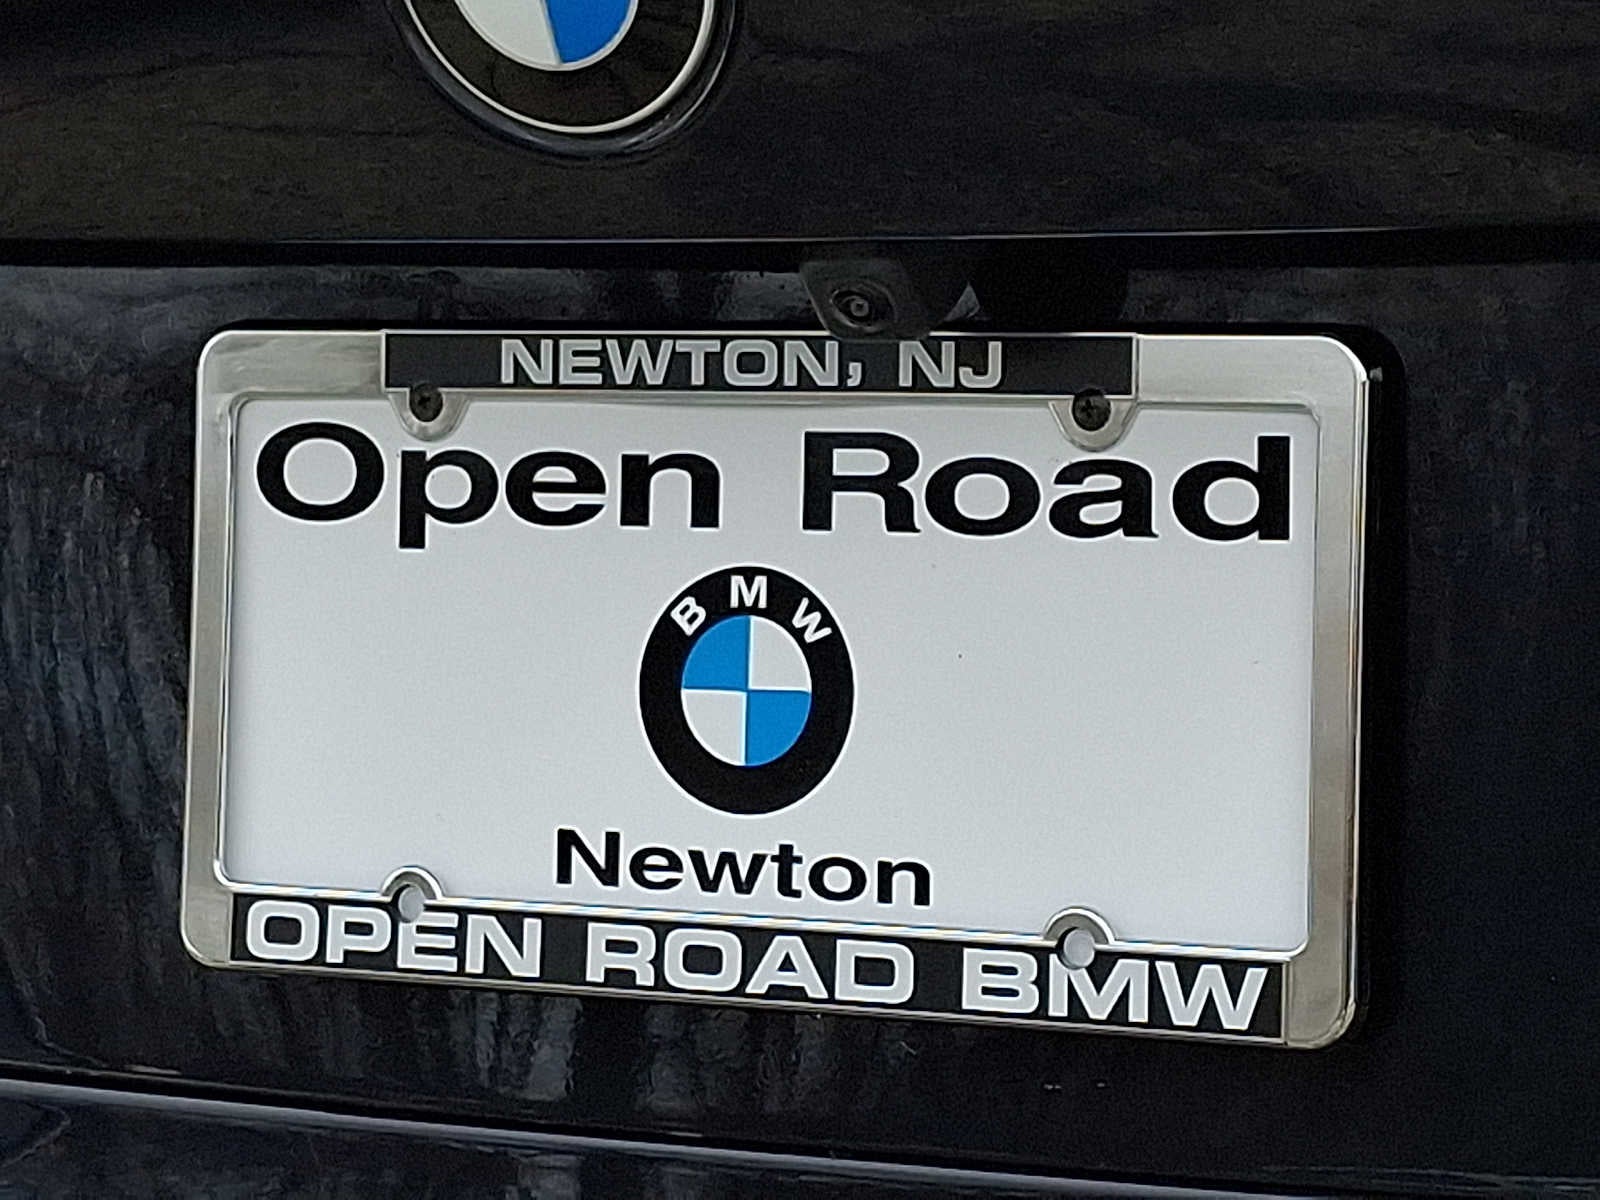 NEWTON, NJ
Open Road
BMW
Newton
OPEN ROAD BMW